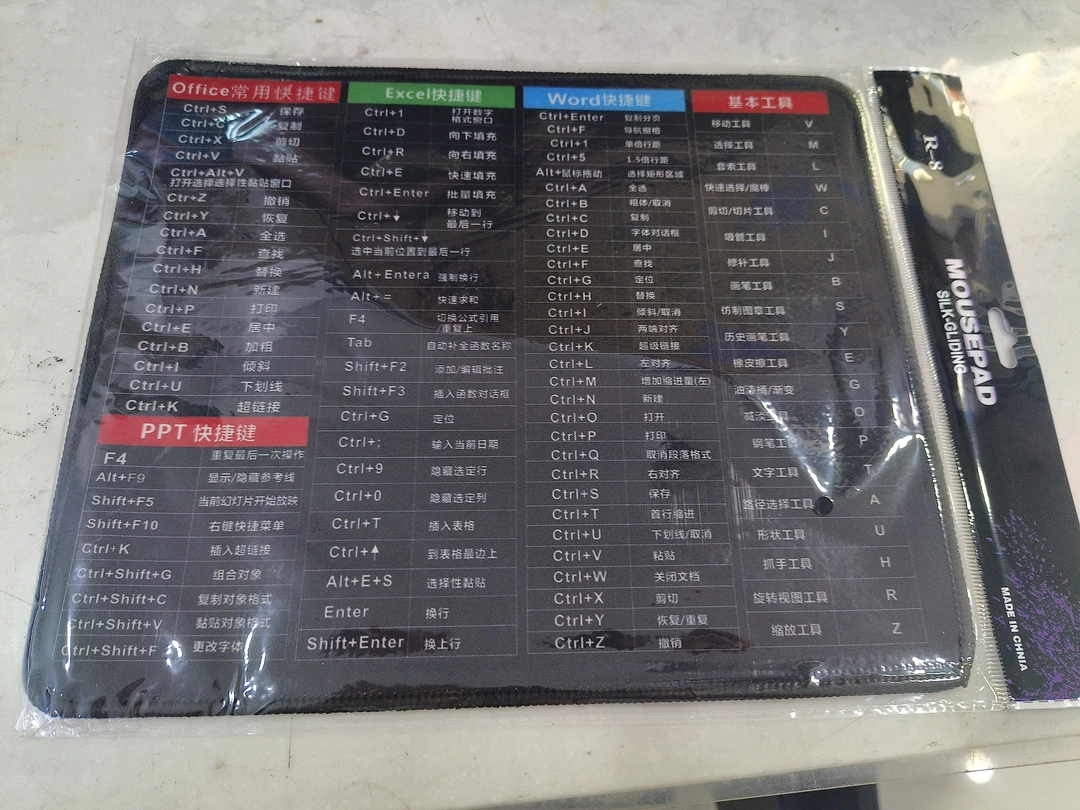 Office常用快捷键
Ctrl+S 保存
Ctrl+C 复制
Ctrl+X 剪切
Ctrl+V 黏贴
Ctrl+Alt+V
打开选择选择性黏贴窗口
Ctr+Z 撤销
Ctrl+Y 恢复
Ctrl+A 全选
Ctrl+F 查找
Ctrl+H 替换
Ctrl+N 新建
Ctrl+P 打印
Ctrl+E 居中
Ctrl+B 加粗
Ctrl+I 倾斜
Ctrl+U 下划线
Ctrl+K 超链接
PPT 快捷键
F4 重复最后一次操作
Alt+F9 显示/隐藏参考线
Shift+F5 当前幻灯片开始放映
Shift+F10 右键快捷菜单
Ctrl+K 插入超链接
Ctrl+Shift+G 组合对象
Ctrl+Shift+C 复制对象格式
Ctrl+Shift+V 黏贴对象格式
Ctrl+Shift+F 更改字体
Excel快捷键
Ctrl+1 打开数字
格式窗口
Ctrl+D 向下填充
Ctrl+R 向右填充
Ctrl+E 快速填充
Ctrl+Enter 批量填充
Ctrl+↓ 移动到
最后一行
Ctrl+Shift+↓
选中当前位置到最后一行
Alt+Entera 强制换行
Alt+= 快速求和
F4 切换公式引用
/重复上
Tab 自动补全函数名称
Shift+F2 添加/编辑批注
Shift+F3 插入函数对话框
Ctrl+G 定位
Ctrl+; 输入当前日期
Ctrl+9 隐藏选定行
Ctrl+0 隐藏选定列
Ctrl+T 插入表格
Ctrl+↑ 到表格最边上
Alt+E+S 选择性黏贴
Enter 换行
Shift+Enter 换上行
Word快捷键
Ctrl+Enter 复制分页
Ctrl+F 导航窗格
Ctrl+1 单倍行距
Ctrl+5 1.5倍行距
Alt+鼠标拖动 选择矩形区域
Ctrl+A 全选
Ctrl+B 粗体/取消
Ctrl+C 复制
Ctrl+D 字体对话框
Ctrl+E 居中
Ctrl+F 查找
Ctrl+G 定位
Ctrl+H 替换
Ctrl+I 倾斜/取消
Ctrl+J 两端对齐
Ctrl+K 超级链接
Ctrl+L 左对齐
Ctrl+M 增加缩进量(左)
Ctrl+N 新建
Ctrl+O 打开
Ctrl+P 打印
Ctrl+Q 取消段落格式
Ctrl+R 右对齐
Ctrl+S 保存
Ctrl+T 首行缩进
Ctrl+U 下划线/取消
Ctrl+V 粘贴
Ctrl+W 关闭文档
Ctrl+X 剪切
Ctrl+Y 恢复/重复
Ctrl+Z 撤销
基本工具
移动工具 V
选择工具 M
套索工具 L
快速选择/魔棒 W
剪切/切片工具 C
吸管工具 I
修补工具 J
画笔工具 B
仿制图章工具 S
历史画笔工具 Y
橡皮擦工具 E
油漆桶/渐变 G
减淡工具 O
钢笔工具 P
文字工具 T
路径选择工具 A
形状工具 U
抓手工具 H
旋转视图工具 R
缩放工具 Z
R-8
MOUSEPAD
SILK-GLIDING
MADE IN CHNIA